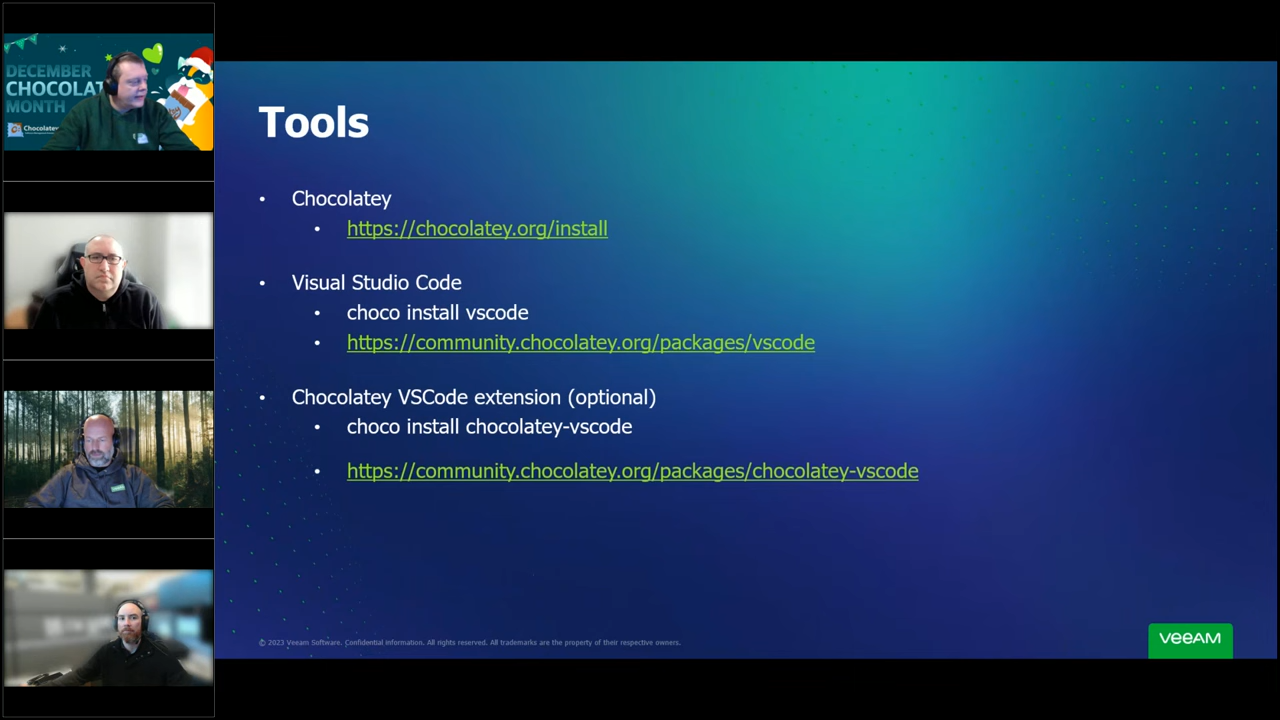 DECEMBER
CHOCOLAT
MONTH
Chocolatey
Tools
• Chocolatey
• https://chocolatey.org/install
• Visual Studio Code
• choco install vscode
• https://community.chocolatey.org/packages/vscode
• Chocolatey VSCode extension (optional)
• choco install chocolatey-vscode
• https://community.chocolatey.org/packages/chocolatey-vscode
© 2023 Veeam Software. Confidential information. All rights reserved. All trademarks are the property of their respective owners.
VEEAM